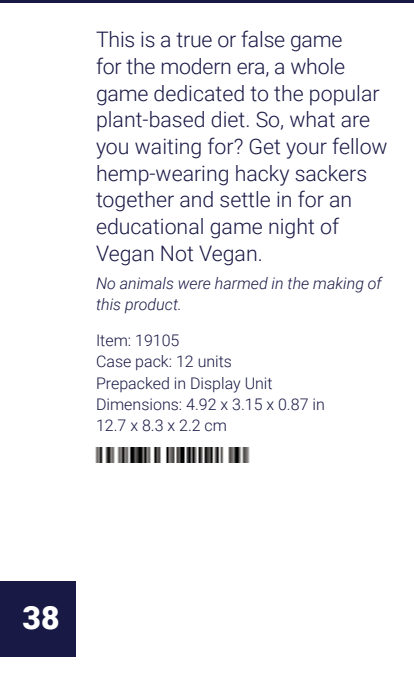 This is a true or false game
for the modern era, a whole
game dedicated to the popular
plant-based diet. So, what are
you waiting for? Get your fellow
hemp-wearing hacky sackers
together and settle in for an
educational game night of
Vegan Not Vegan.
No animals were harmed in the making of
this product.
Item: 19105
Case pack: 12 units
Prepacked in Display Unit
Dimensions: 4.92 x 3.15 x 0.87 in
12.7 x 8.3 x 2.2 cm
38